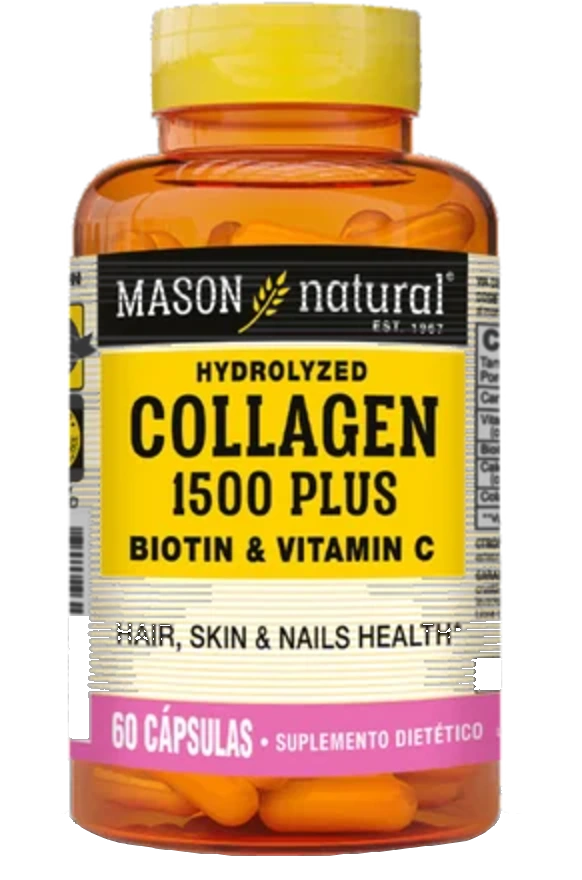 MASON natural®
EST. 1967
HYDROLYZED
COLLAGEN
1500 PLUS
BIOTIN & VITAMIN C
HAIR, SKIN & NAILS HEALTH*
60 CÁPSULAS • SUPLEMENTO DIETÉTICO